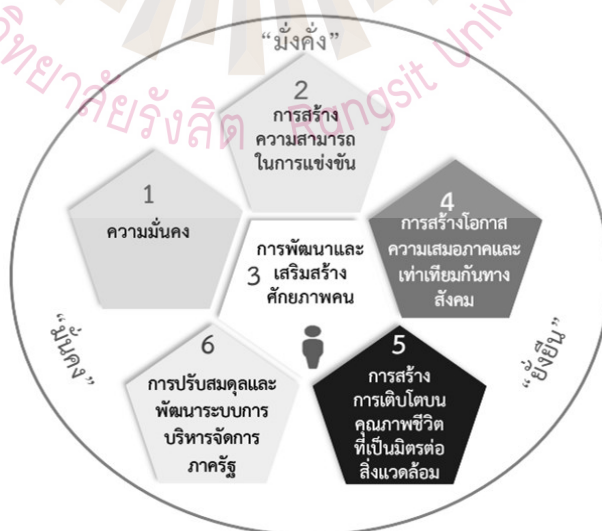 “มั่งคั่ง”
วิทยาลัยรังสิต Rangsit Univ
2
การสร้าง
ความสามารถ
ในการแข่งขัน
1
ความมั่นคง
4
การสร้างโอกาส
ความเสมอภาคและ
เท่าเทียมกันทาง
สังคม
3
การพัฒนาและ
เสริมสร้าง
ศักยภาพคน
“มั่นคง”
“ยั่งยืน”
6
การปรับสมดุลและ
พัฒนาระบบการ
บริหารจัดการ
ภาครัฐ
5
การสร้าง
การเติบโตบน
คุณภาพชีวิต
ที่เป็นมิตรต่อ
สิ่งแวดล้อม